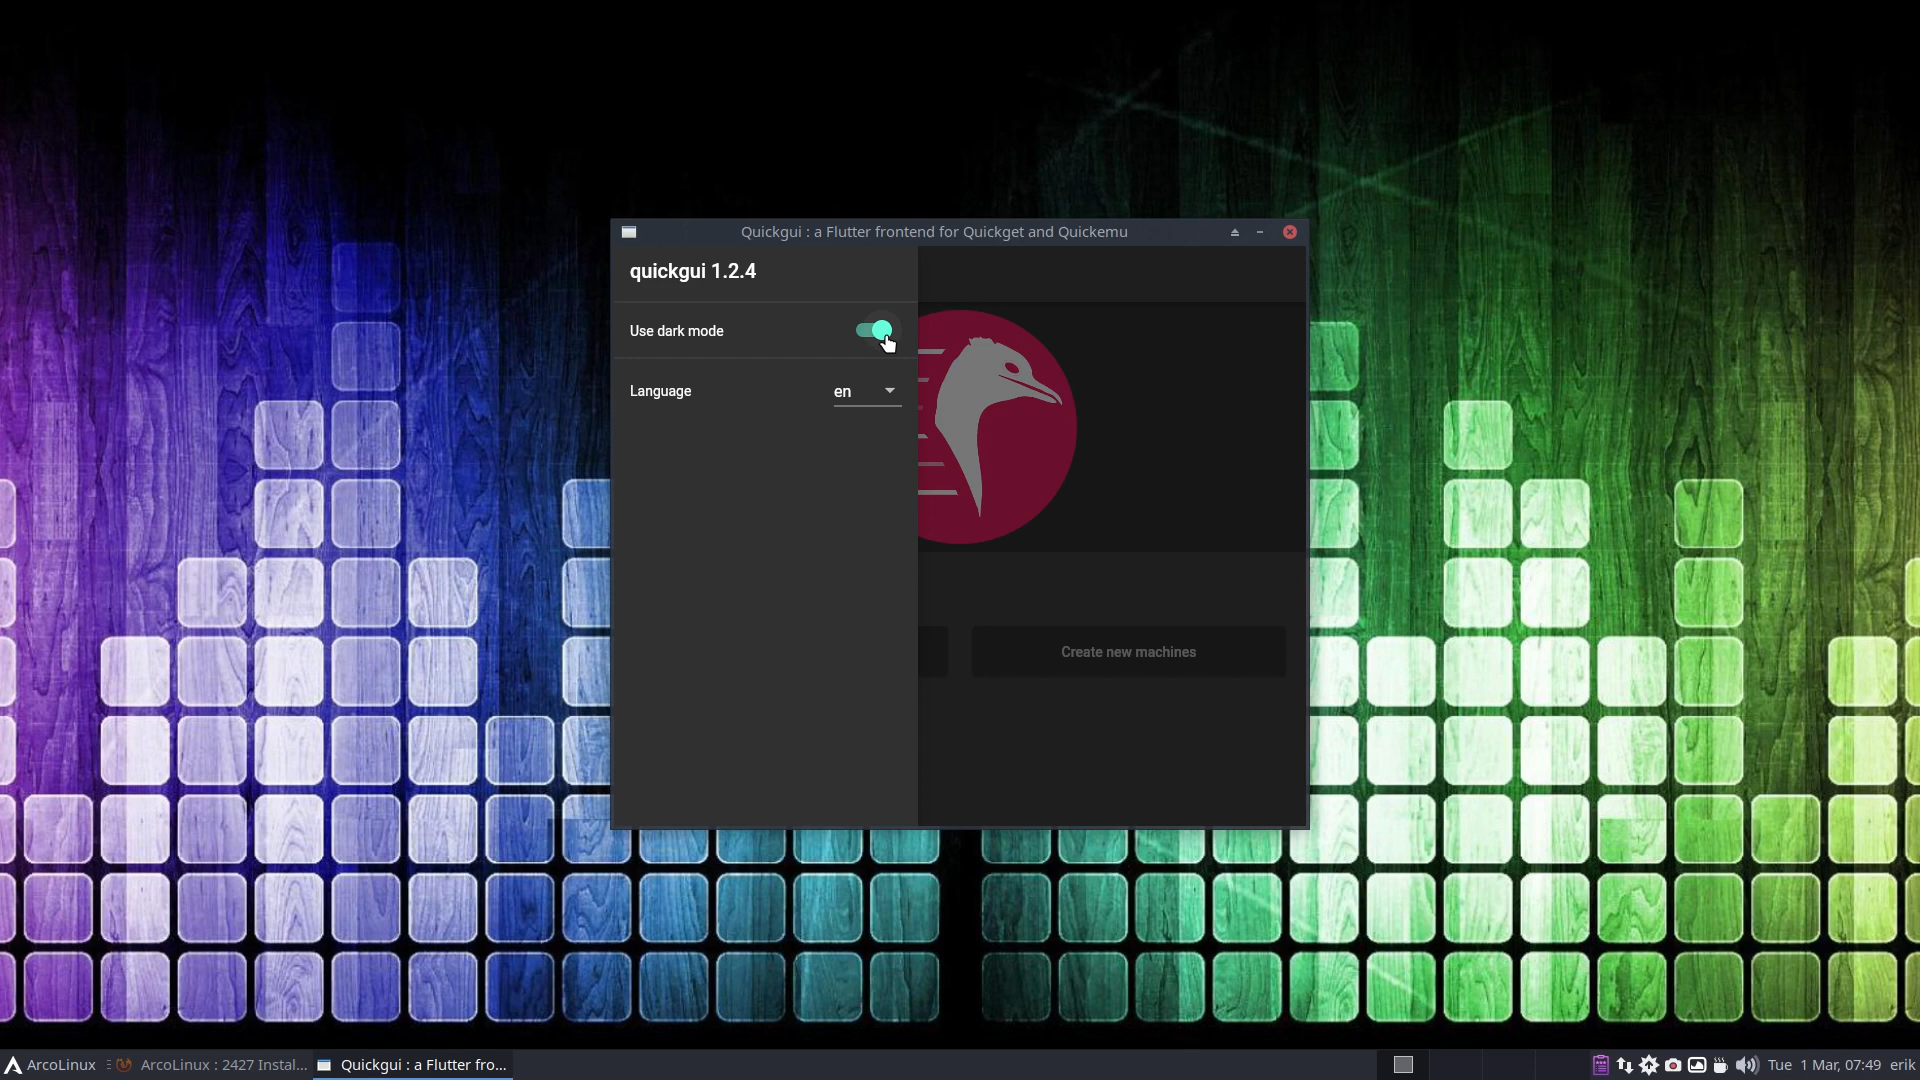 Quickgui : a Flutter frontend for Quickget and Quickemu
quickgui 1.2.4
Use dark mode
Language
en
Create new machines
ArcoLinux
ArcoLinux : 2427 Instal...
Quickgui : a Flutter fro...
Tue 1 Mar, 07:49
erik